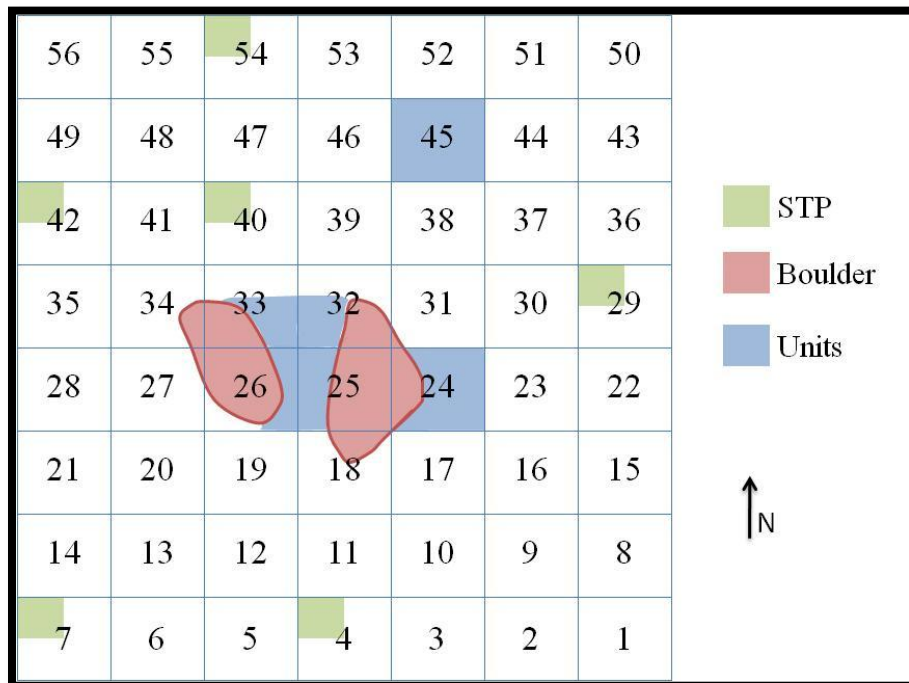 56 55 54 53 52 51 50
49 48 47 46 45 44 43
42 41 40 39 38 37 36
35 34 33 32 31 30 29
28 27 26 25 24 23 22
21 20 19 18 17 16 15
14 13 12 11 10 9 8
7 6 5 4 3 2 1
STP
Boulder
Units
N